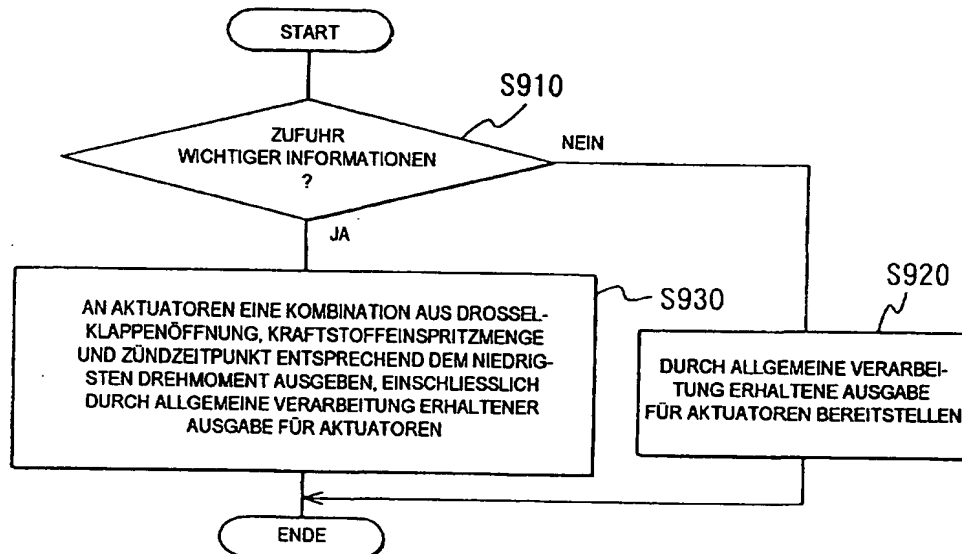 START
S910
ZUFUHR
WICHTIGER INFORMATIONEN
?
NEIN
JA
S930
AN AKTUATOREN EINE KOMBINATION AUS DROSSEL-
KLAPPENÖFFNUNG, KRAFTSTOFFEINSPRITZMENGE
UND ZÜNDZEITPUNKT ENTSPRECHEND DEM NIEDRIG-
STEN DREHMOMENT AUSGEBEN, EINSCHLIESSLICH
DURCH ALLGEMEINE VERARBEITUNG ERHALTENER
AUSGABE FÜR AKTUATOREN
S920
DURCH ALLGEMEINE VERARBEI-
TUNG ERHALTENE AUSGABE
FÜR AKTUATOREN BEREITSTELLEN
ENDE